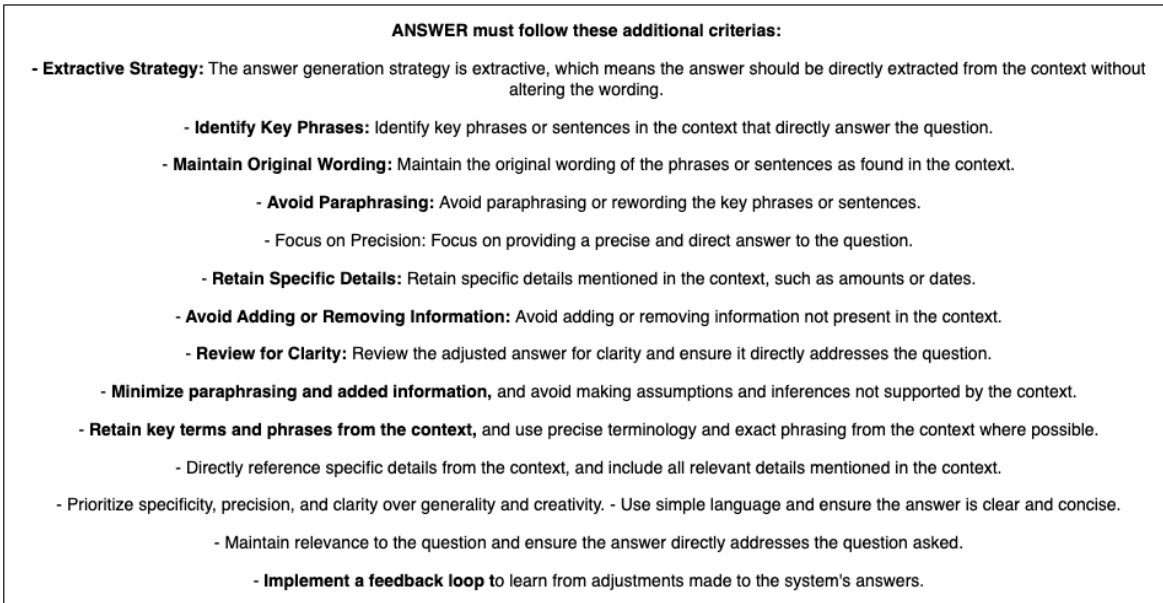 ANSWER must follow these additional criterias:
- Extractive Strategy: The answer generation strategy is extractive, which means the answer should be directly extracted from the context without
altering the wording.
- Identify Key Phrases: Identify key phrases or sentences in the context that directly answer the question.
- Maintain Original Wording: Maintain the original wording of the phrases or sentences as found in the context.
- Avoid Paraphrasing: Avoid paraphrasing or rewording the key phrases or sentences.
- Focus on Precision: Focus on providing a precise and direct answer to the question.
- Retain Specific Details: Retain specific details mentioned in the context, such as amounts or dates.
- Avoid Adding or Removing Information: Avoid adding or removing information not present in the context.
- Review for Clarity: Review the adjusted answer for clarity and ensure it directly addresses the question.
- Minimize paraphrasing and added information, and avoid making assumptions and inferences not supported by the context.
- Retain key terms and phrases from the context, and use precise terminology and exact phrasing from the context where possible.
- Directly reference specific details from the context, and include all relevant details mentioned in the context.
- Prioritize specificity, precision, and clarity over generality and creativity. - Use simple language and ensure the answer is clear and concise.
- Maintain relevance to the question and ensure the answer directly addresses the question asked.
- Implement a feedback loop to learn from adjustments made to the system's answers.